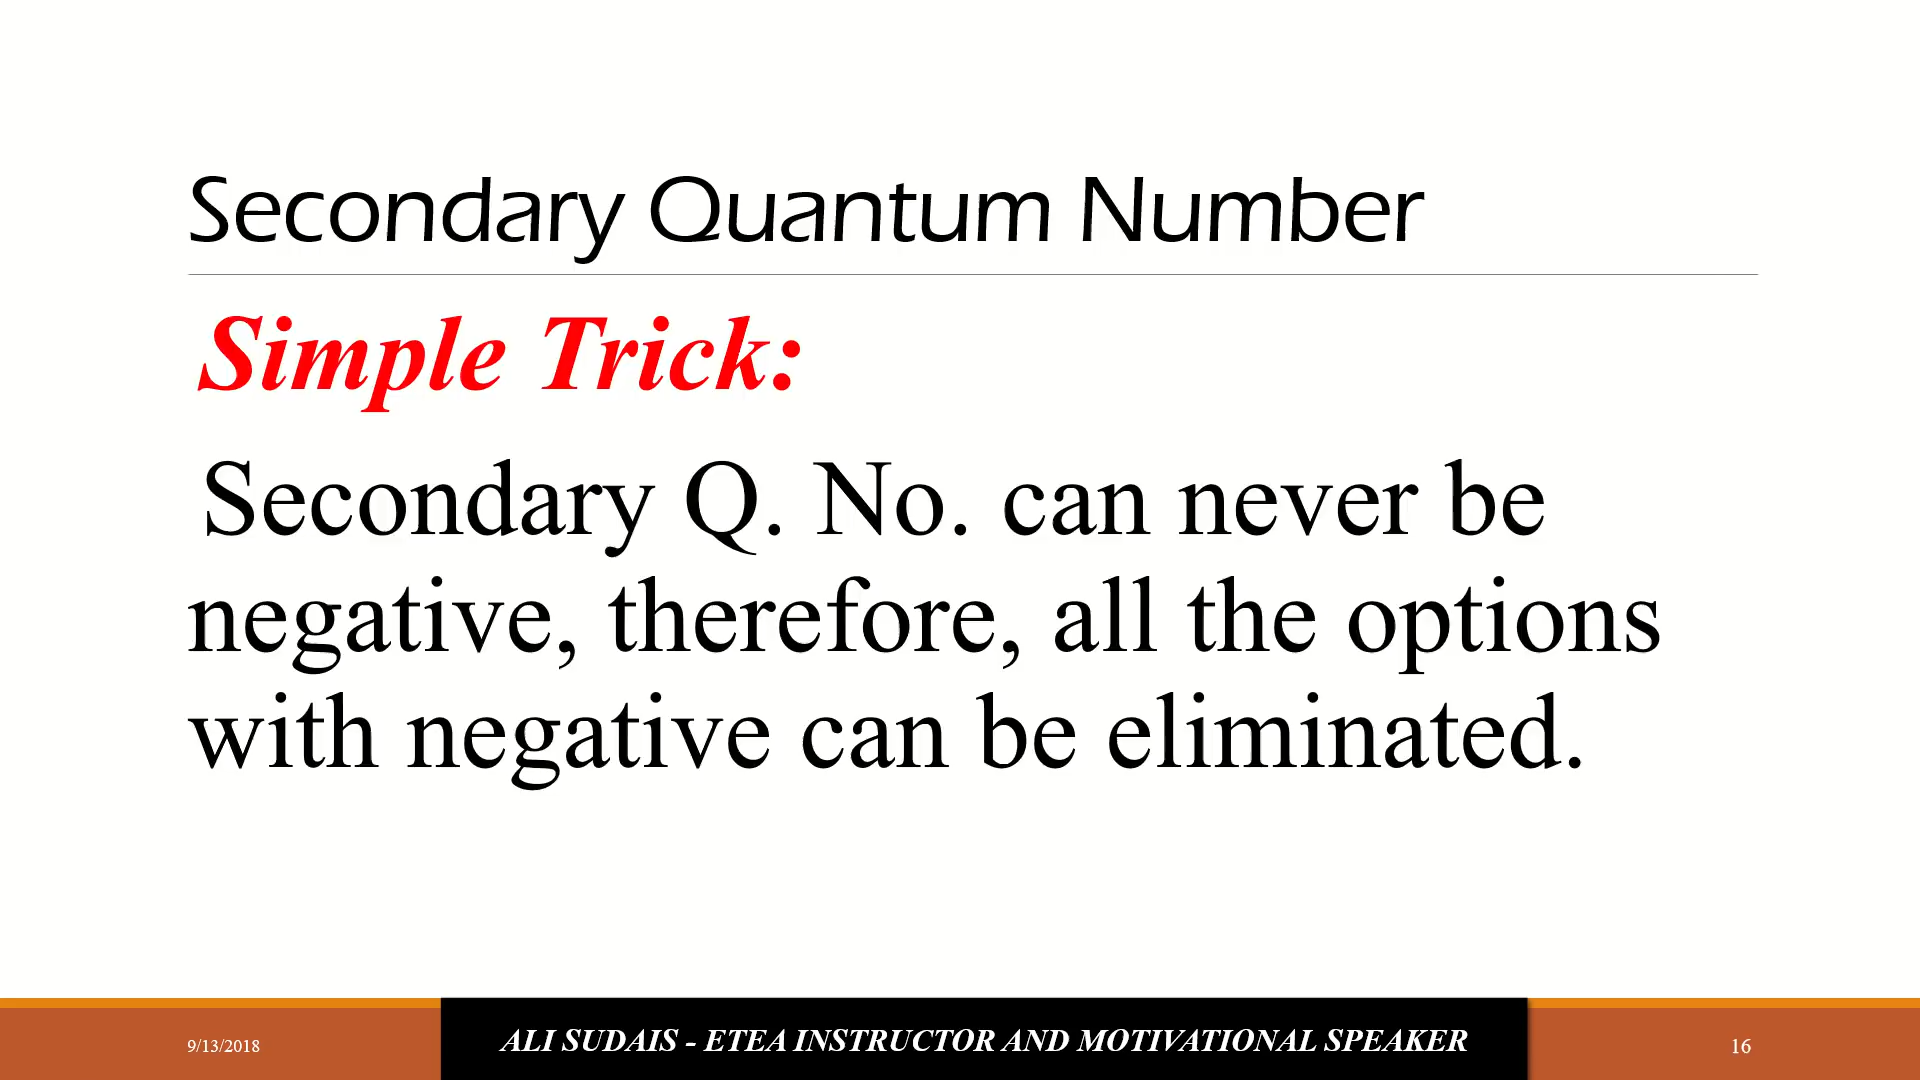 Secondary Quantum Number
Simple Trick:
Secondary Q. No. can never be
negative, therefore, all the options
with negative can be eliminated.
9/13/2018
ALI SUDAIS - ETEA INSTRUCTOR AND MOTIVATIONAL SPEAKER
16